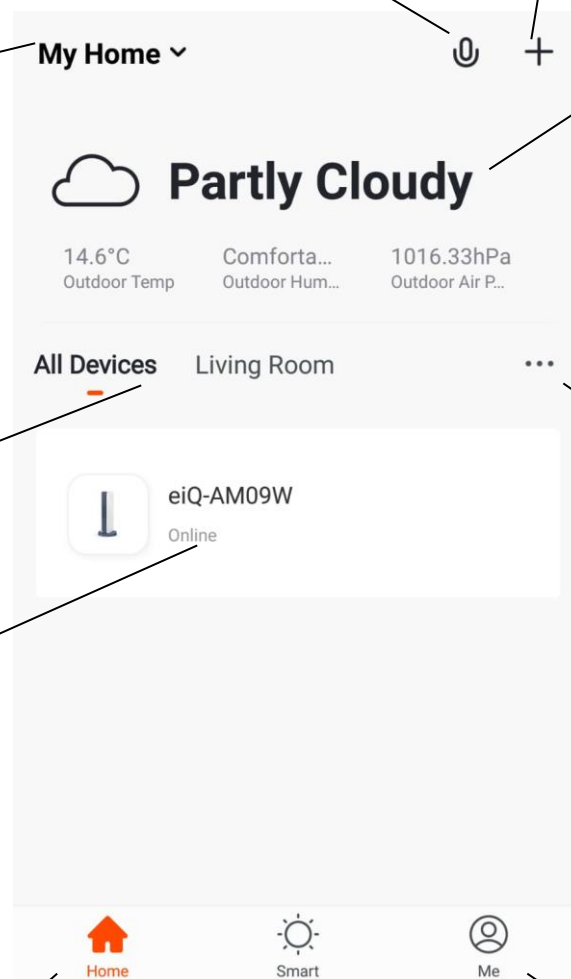 My Home
Partly Cloudy
14.6°C Comforta... 1016.33hPa
Outdoor Temp Outdoor Hum... Outdoor Air P...
All Devices Living Room
eiQ-AM09W
Online
Home Smart Me